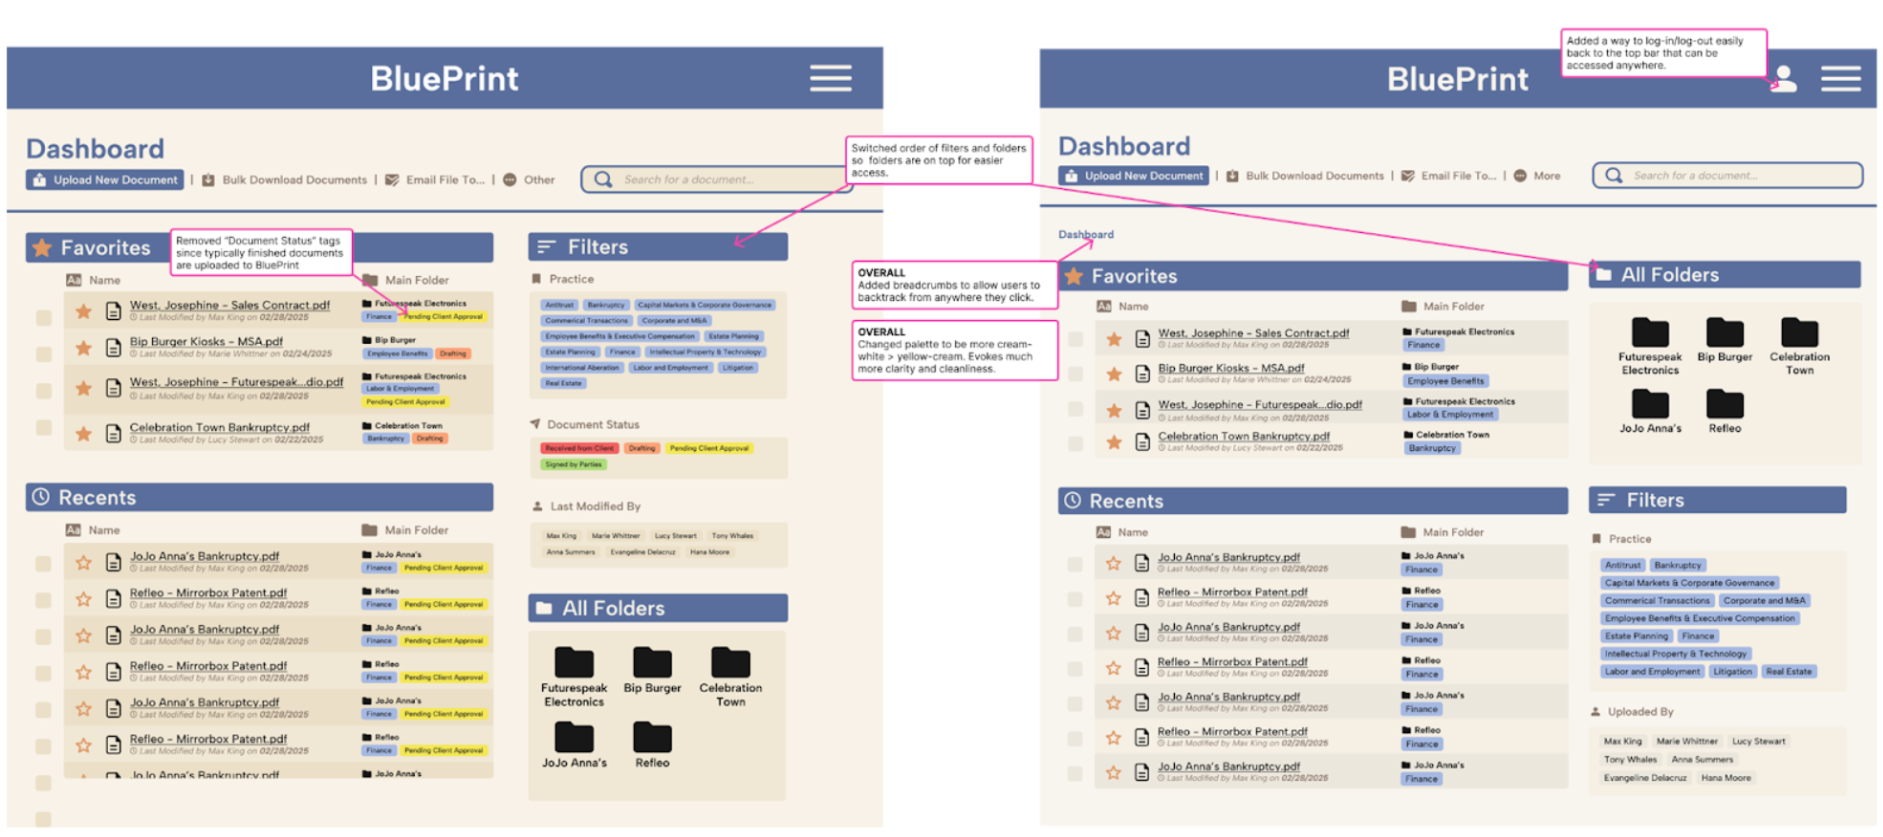 BluePrint
Dashboard
Upload New Document | Bulk Download Documents | Email File To... | Other
Search for a document...
Favorites
Removed "Document Status" tags
since typically finished documents
are uploaded to BluePrint
Aa Name
Main Folder
West, Josephine - Sales Contract.pdf
Last Modified by Max King on 02/28/2025
Futurespeak Electronics
Finance Pending Client Approval
Bip Burger Kiosks - MSA.pdf
Last Modified by Marie Whittner on 02/24/2025
Bip Burger
Employee Benefits Drafting
West, Josephine - Futurespeak...dio.pdf
Last Modified by Max King on 02/28/2025
Futurespeak Electronics
Labor & Employment
Pending Client Approval
Celebration Town Bankruptcy.pdf
Last Modified by Lucy Stewart on 02/22/2025
Celebration Town
Bankruptcy Drafting
Recents
Aa Name
Main Folder
JoJo Anna's Bankruptcy.pdf
Last Modified by Max King on 02/28/2025
JoJo Anna's
Finance Pending Client Approval
Refleo - Mirrorbox Patent.pdf
Last Modified by Max King on 02/28/2025
Refleo
Finance Pending Client Approval
JoJo Anna's Bankruptcy.pdf
Last Modified by Max King on 02/28/2025
JoJo Anna's
Finance Pending Client Approval
Refleo - Mirrorbox Patent.pdf
Last Modified by Max King on 02/28/2025
Refleo
Finance Pending Client Approval
JoJo Anna's Bankruptcy.pdf
Last Modified by Max King on 02/28/2025
JoJo Anna's
Finance Pending Client Approval
Refleo - Mirrorbox Patent.pdf
Last Modified by Max King on 02/28/2025
Refleo
Finance Pending Client Approval
JoJo Anna's Bankruptcy.pdf
JoJo Anna's
Filters
Practice
Antitrust Bankruptcy Capital Markets & Corporate Governance
Commerical Transactions Corporate and M&A
Employee Benefits & Executive Compensation Estate Planning
Estate Planning Finance Intellectual Property & Technology
International Aberation Labor and Employment Litigation
Real Estate
Document Status
Received from Client Drafting Pending Client Approval
Signed by Parties
Last Modified By
Max King Marie Whittner Lucy Stewart Tony Whales
Anna Summers Evangeline Delacruz Hana Moore
All Folders
Futurespeak
Electronics
Bip Burger
Celebration
Town
JoJo Anna's
Refleo
Switched order of filters and folders
so folders are on top for easier
access.
OVERALL
Added breadcrumbs to allow users to
backtrack from anywhere they click.
OVERALL
Changed palette to be more cream-
white > yellow-cream. Evokes much
more clarity and cleanliness.
Added a way to log-in/log-out easily
back to the top bar that can be
accessed anywhere.
BluePrint
Dashboard
Upload New Document | Bulk Download Documents | Email File To... | More
Search for a document...
Dashboard
Favorites
Aa Name
Main Folder
West, Josephine - Sales Contract.pdf
Last Modified by Max King on 02/28/2025
Futurespeak Electronics
Finance
Bip Burger Kiosks - MSA.pdf
Last Modified by Marie Whittner on 02/24/2025
Bip Burger
Employee Benefits
West, Josephine - Futurespeak...dio.pdf
Last Modified by Max King on 02/28/2025
Futurespeak Electronics
Labor & Employment
Celebration Town Bankruptcy.pdf
Last Modified by Lucy Stewart on 02/22/2025
Celebration Town
Bankruptcy
Recents
Aa Name
Main Folder
JoJo Anna's Bankruptcy.pdf
Last Modified by Max King on 02/28/2025
JoJo Anna's
Finance
Refleo - Mirrorbox Patent.pdf
Last Modified by Max King on 02/28/2025
Refleo
Finance
JoJo Anna's Bankruptcy.pdf
Last Modified by Max King on 02/28/2025
JoJo Anna's
Finance
Refleo - Mirrorbox Patent.pdf
Last Modified by Max King on 02/28/2025
Refleo
Finance
JoJo Anna's Bankruptcy.pdf
Last Modified by Max King on 02/28/2025
JoJo Anna's
Finance
Refleo - Mirrorbox Patent.pdf
Last Modified by Max King on 02/28/2025
Refleo
Finance
JoJo Anna's Bankruptcy.pdf
Last Modified by Max King on 02/28/2025
JoJo Anna's
Finance
All Folders
Futurespeak
Electronics
Bip Burger
Celebration
Town
JoJo Anna's
Refleo
Filters
Practice
Antitrust Bankruptcy
Capital Markets & Corporate Governance
Commerical Transactions Corporate and M&A
Employee Benefits & Executive Compensation
Estate Planning Finance
Intellectual Property & Technology
Labor and Employment Litigation Real Estate
Uploaded By
Max King Marie Whittner Lucy Stewart
Tony Whales Anna Summers
Evangeline Delacruz Hana Moore